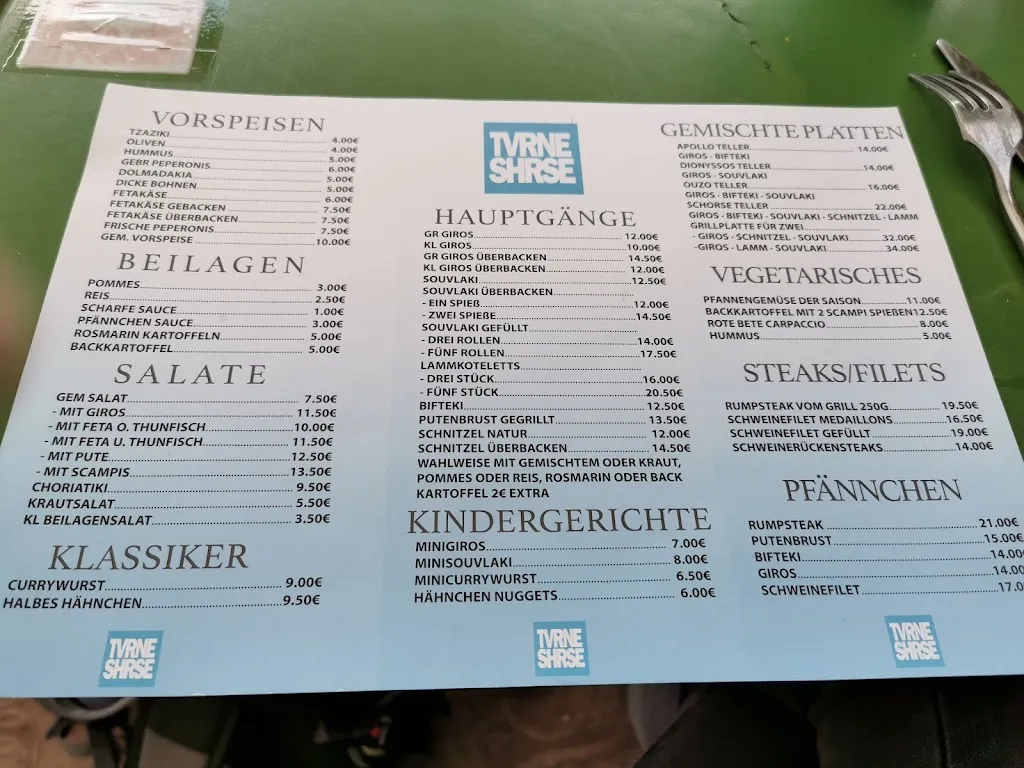 VORSPEISEN
TZAZIKI 4.00€
OLIVEN 4.00€
HUMMUS 5.00€
GEBR PEPERONIS 6.00€
DOLMADAKIA 5.00€
DICKE BOHNEN 5.00€
FETAKÄSE 6.00€
FETAKÄSE GEBACKEN 7.50€
FETAKÄSE ÜBERBACKEN 7.50€
FRISCHE PEPERONIS 7.50€
GEM. VORSPEISE 10.00€
BEILAGEN
POMMES 3.00€
REIS 2.50€
SCHARFE SAUCE 1.00€
PFÄNNCHEN SAUCE 3.00€
ROSMARIN KARTOFFELN 5.00€
BACKKARTOFFEL 5.00€
SALATE
GEM SALAT 7.50€
- MIT GIROS 11.50€
- MIT FETA O. THUNFISCH 10.00€
- MIT FETA U. THUNFISCH 11.50€
- MIT PUTE 12.50€
- MIT SCAMPIS 13.50€
CHORIATIKI 9.50€
KRAUTSALAT 5.50€
KL BEILAGENSALAT 3.50€
KLASSIKER
CURRYWURST 9.00€
HALBES HÄHNCHEN 9.50€
TVRNE
SHRSE
TVRNE
SHRSE
HAUPTGÄNGE
GR GIROS 12.00€
KL GIROS 10.00€
GR GIROS ÜBERBACKEN 14.50€
KL GIROS ÜBERBACKEN 12.00€
SOUVLAKI 12.50€
SOUVLAKI ÜBERBACKEN
- EIN SPIEß 12.00€
- ZWEI SPIEßE 14.50€
SOUVLAKI GEFÜLLT
- DREI ROLLEN 14.00€
- FÜNF ROLLEN 17.50€
LAMMKOTELETTS
- DREI STÜCK 16.00€
- FÜNF STÜCK 20.50€
BIFTEKI 12.50€
PUTENBRUST GEGRILLT 13.50€
SCHNITZEL NATUR 12.00€
SCHNITZEL ÜBERBACKEN 14.50€
WAHLWEISE MIT GEMISCHTEM ODER KRAUT,
POMMES ODER REIS, ROSMARIN ODER BACK
KARTOFFEL 2€ EXTRA
KINDERGERICHTE
MINIGIROS 7.00€
MINISOUVLAKI 8.00€
MINICURRYWURST 6.50€
HÄHNCHEN NUGGETS 6.00€
TVRNE
SHRSE
GEMISCHTE PLATTEN
APOLLO TELLER 14.00€
GIROS - BIFTEKI
DIONYSSOS TELLER 14.00€
GIROS - SOUVLAKI
OUZO TELLER 16.00€
GIROS - BIFTEKI - SOUVLAKI
SCHORSE TELLER 22.00€
GIROS - BIFTEKI - SOUVLAKI - SCHNITZEL - LAMM
GRILLPLATTE FÜR ZWEI
- GIROS - SCHNITZEL - SOUVLAKI 32.00€
-GIROS - LAMM - SOUVLAKI 34.00€
VEGETARISCHES
PFANNENGEMÜSE DER SAISON 11.00€
BACKKARTOFFEL MIT 2 SCAMPI SPIEßEN12.50€
ROTE BETE CARPACCIO 8.00€
HUMMUS 5.00€
STEAKS/FILETS
RUMPSTEAK VOM GRILL 250G 19.50€
SCHWEINEFILET MEDAILLONS 16.50€
SCHWEINEFILET GEFÜLLT 19.00€
SCHWEINERÜCKENSTEAKS 14.00€
PFÄNNCHEN
RUMPSTEAK 21.00€
PUTENBRUST 15.00€
BIFTEKI 14.00
GIROS 14.00
SCHWEINEFILET 17.0
TVRNE
SHRSE